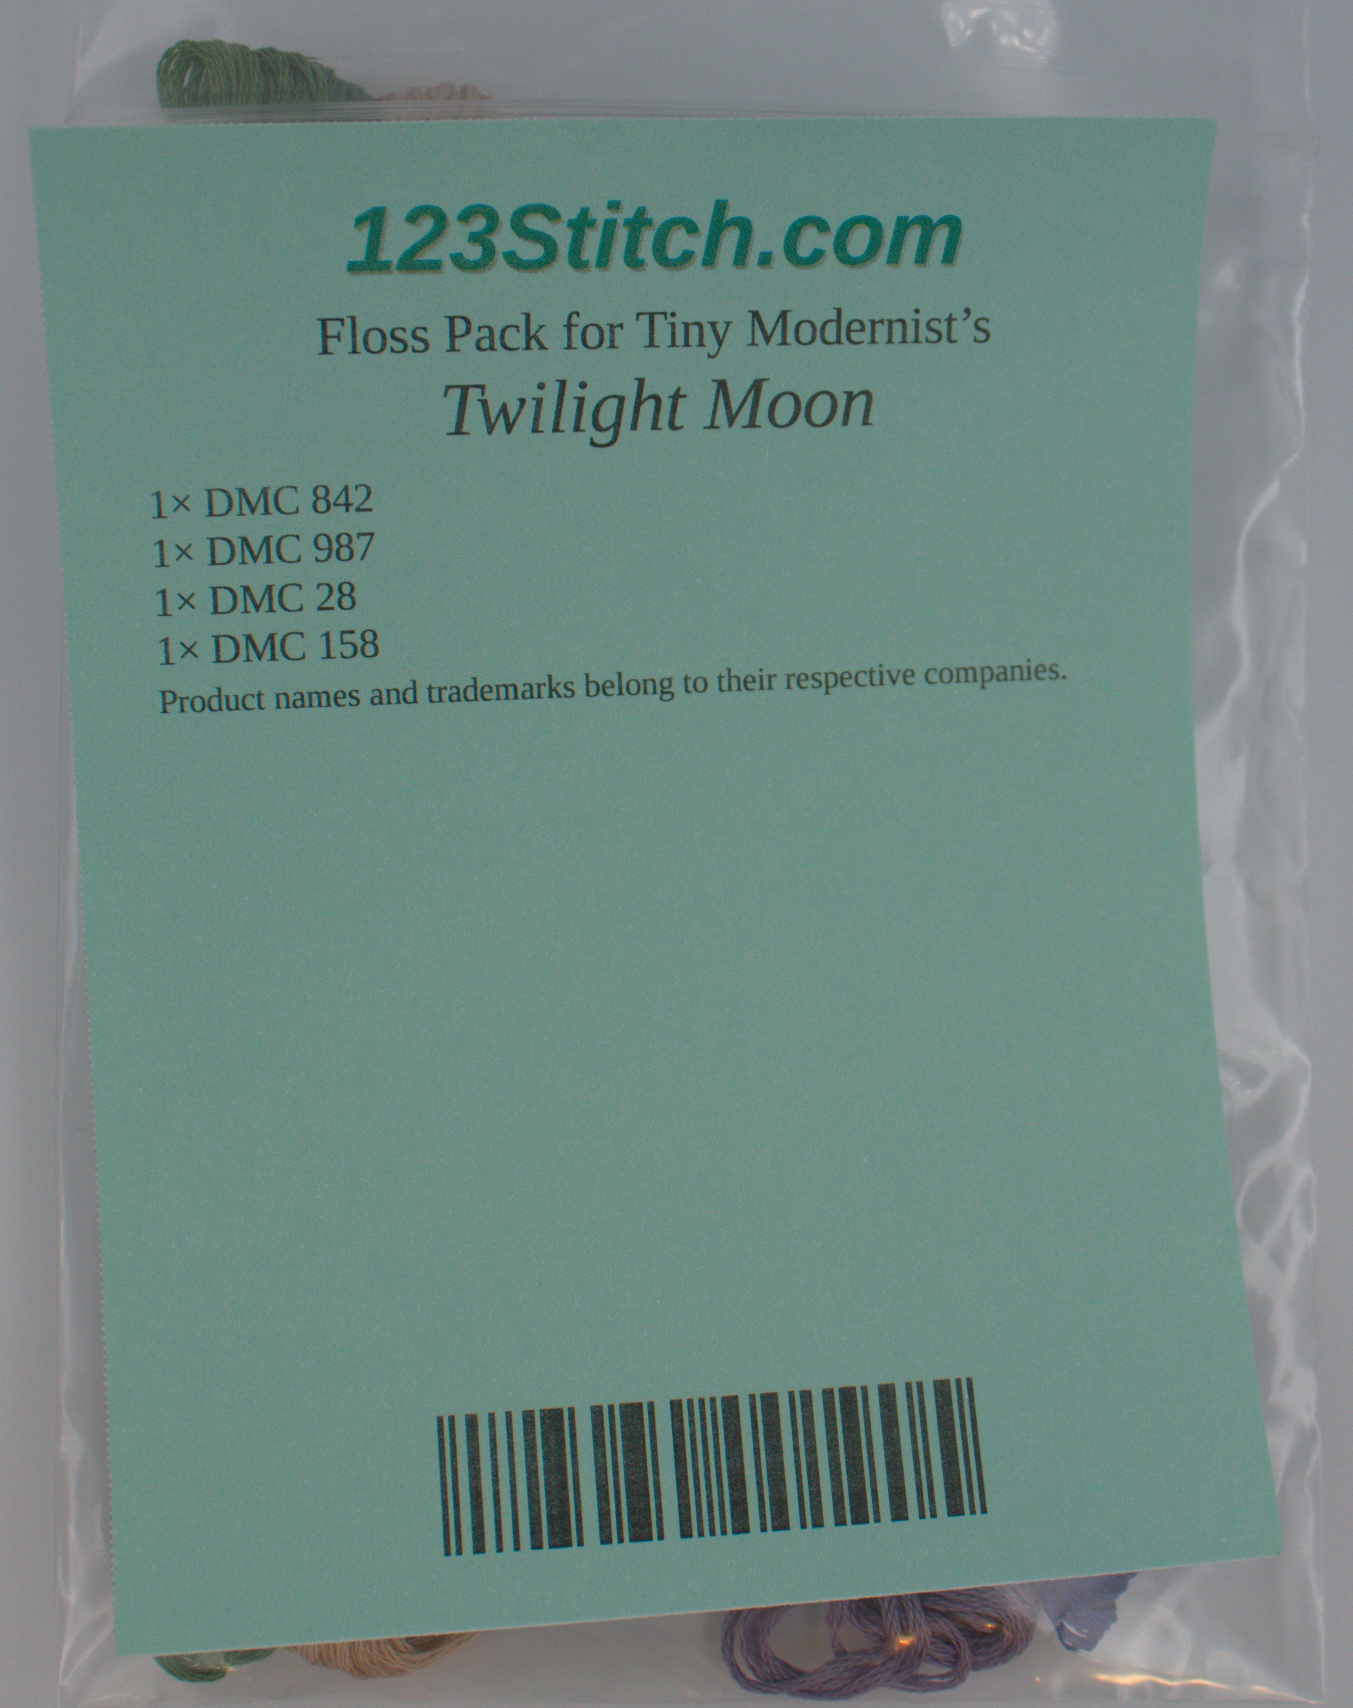 123Stitch.com
Floss Pack for Tiny Modernist’s
Twilight Moon
1× DMC 842
1× DMC 987
1× DMC 28
1× DMC 158
Product names and trademarks belong to their respective companies.